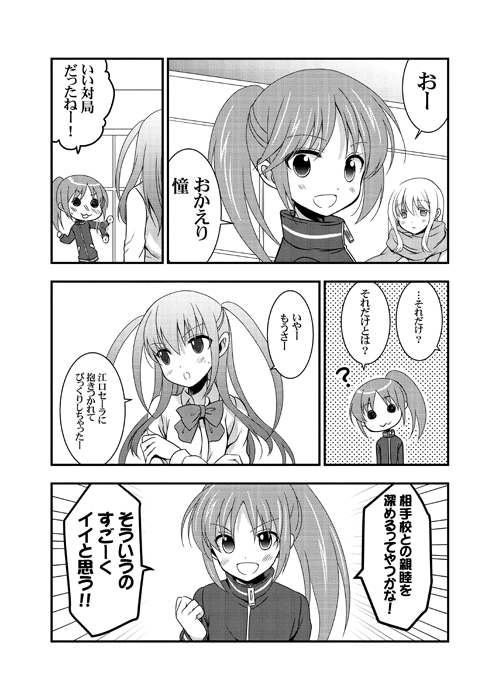 おー
おかえり
憧
いい対局
だったねー！
…それだけ？
それだけとは？
？
いやー
もうさー
江口セーラに
抱きつかれて
びっくりしちゃったー
相手校との親睦を
深めるってやつかな！
そういうの
すごーく
イイと思う!!